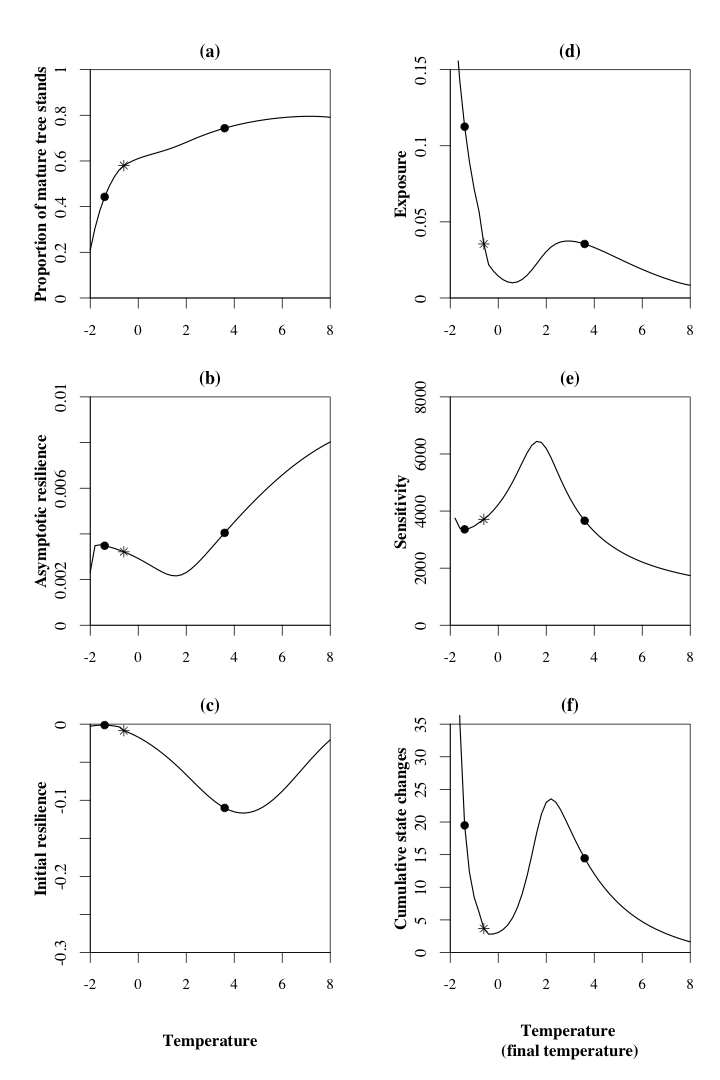 (a)
Proportion of mature tree stands
0 0.2 0.4 0.6 0.8 1
-2 0 2 4 6 8
(d)
Exposure
0 0.05 0.1 0.15
-2 0 2 4 6 8
(b)
Asymptotic resilience
0 0.002 0.006 0.01
-2 0 2 4 6 8
(e)
Sensitivity
0 2000 4000 6000 8000
-2 0 2 4 6 8
(c)
Initial resilience
-0.3 -0.2 -0.1 0
-2 0 2 4 6 8
Temperature
(f)
Cumulative state changes
0 5 10 15 20 25 30 35
-2 0 2 4 6 8
Temperature
(final temperature)